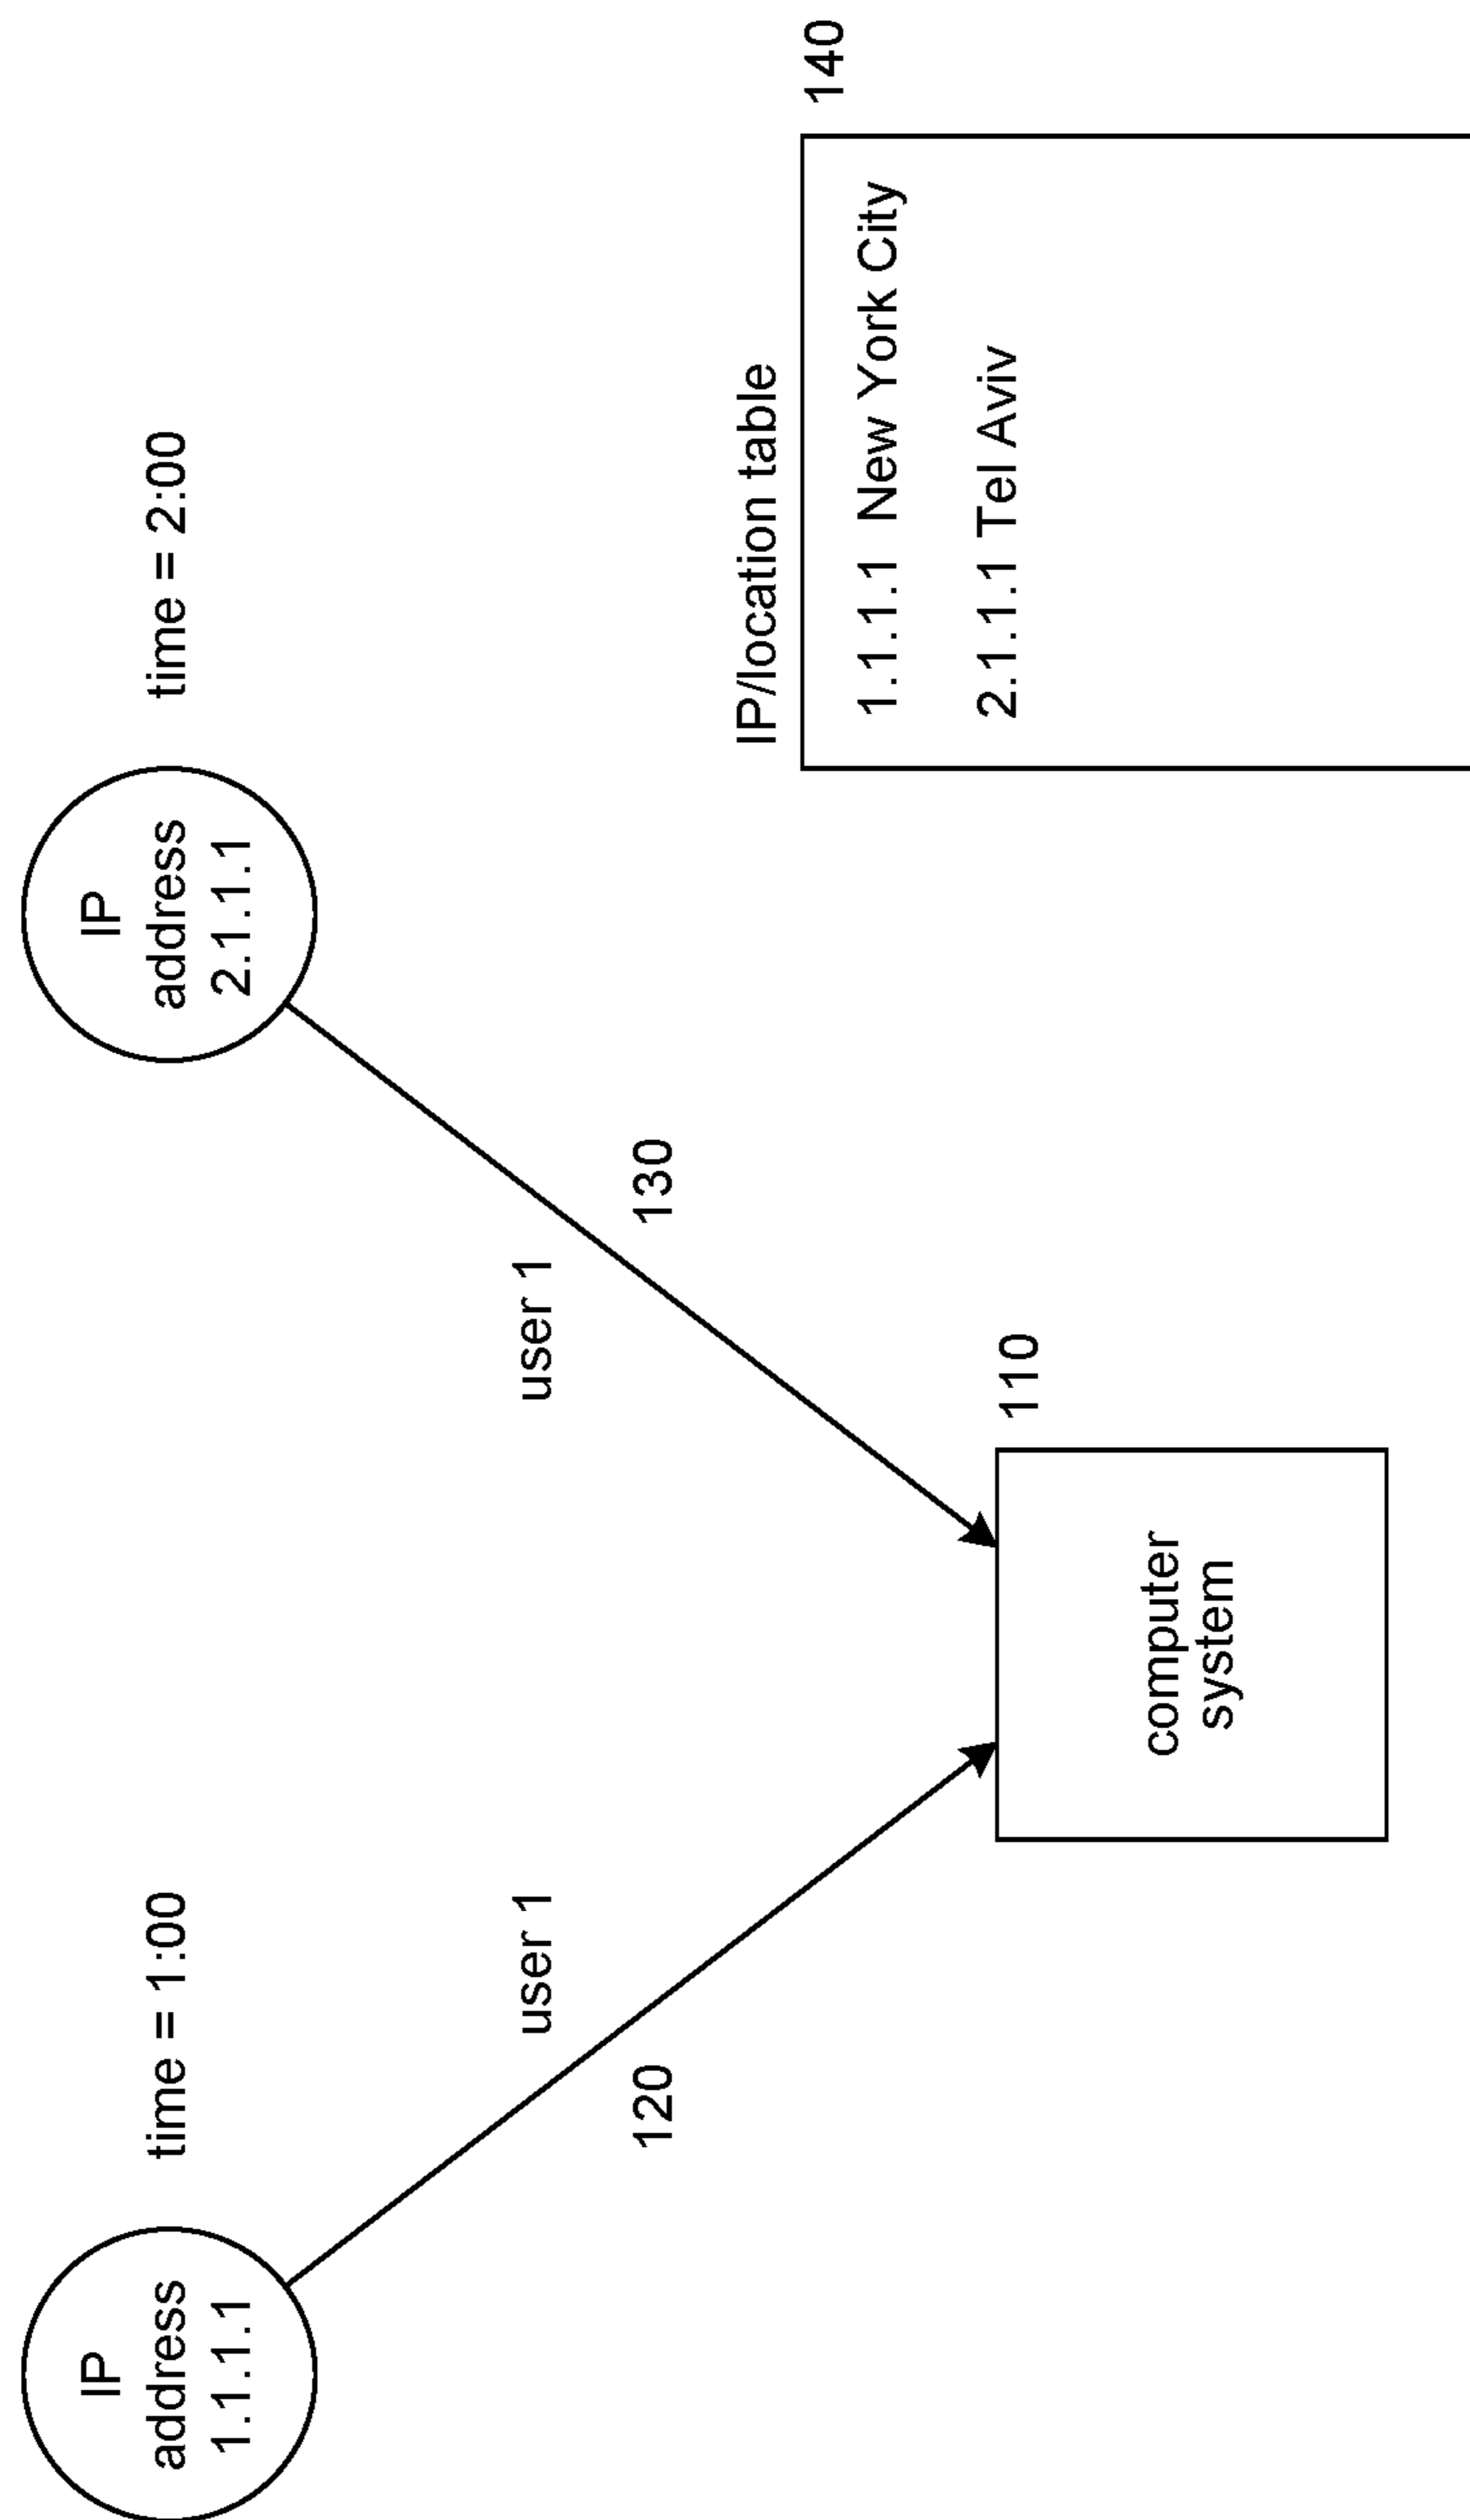 IP
address
1.1.1.1
time = 1:00
IP
address
2.1.1.1
time = 2:00
user 1
user 1
120
130
IP/location table
140
1.1.1.1 New York City
2.1.1.1 Tel Aviv
110
computer
system